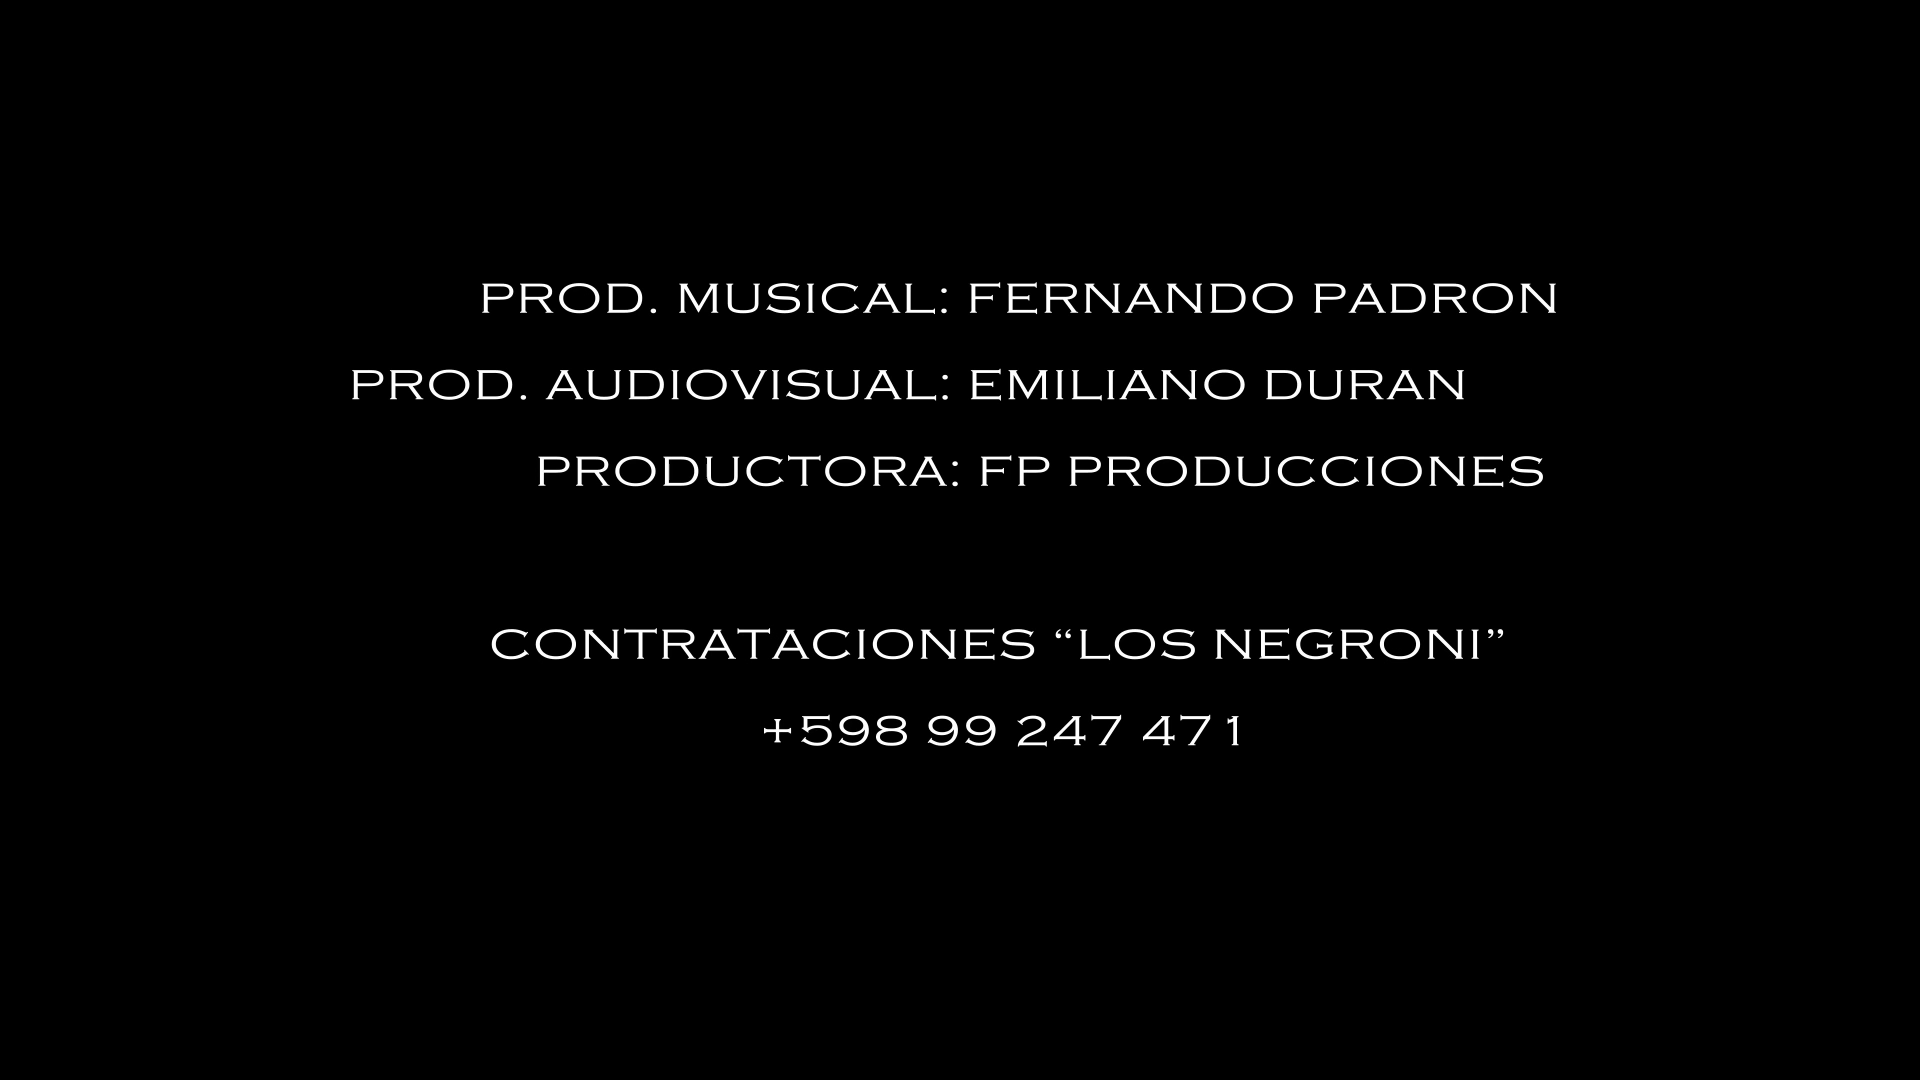 PROD. MUSICAL: FERNANDO PADRON
PROD. AUDIOVISUAL: EMILIANO DURAN
PRODUCTORA: FP PRODUCCIONES
CONTRATACIONES “LOS NEGRONI”
+598 99 247 471